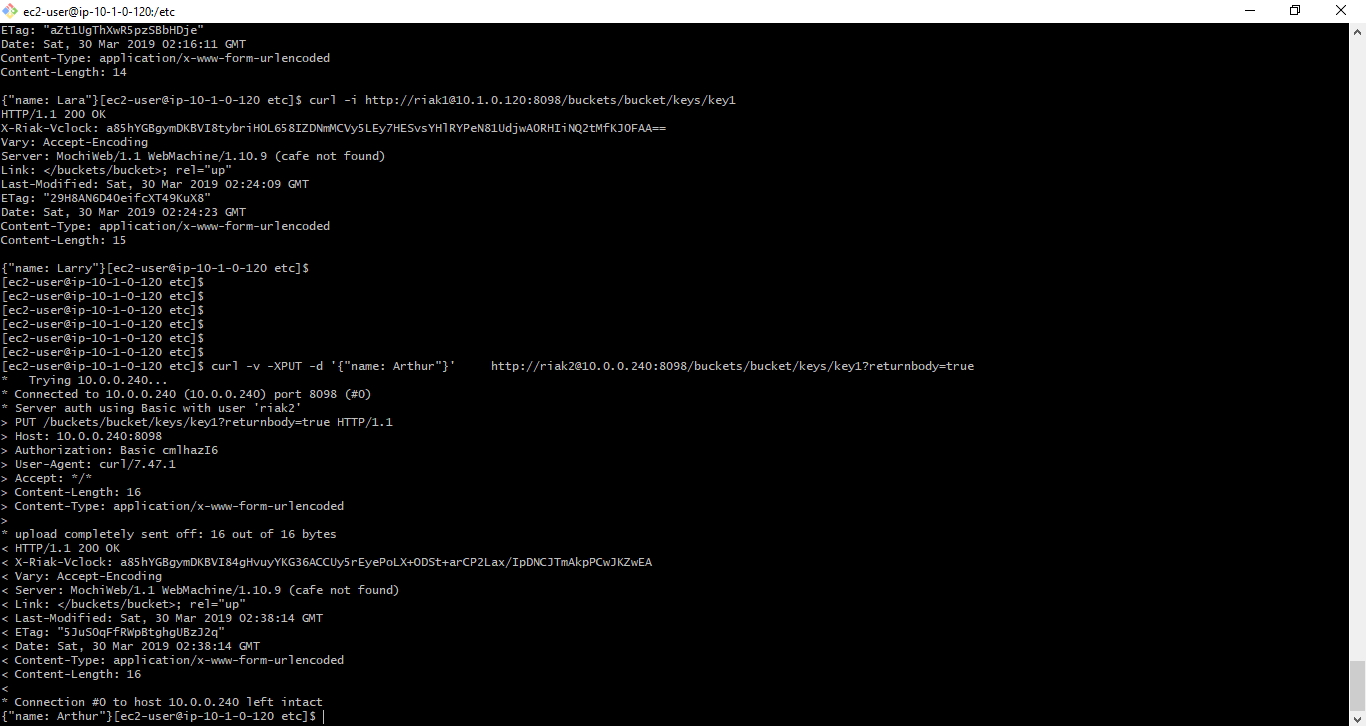 ec2-user@ip-10-1-0-120:/etc
ETag: "aZt1UgThXwR5pzSBbHDje"
Date: Sat, 30 Mar 2019 02:16:11 GMT
Content-Type: application/x-www-form-urlencoded
Content-Length: 14

{"name: Lara"}[ec2-user@ip-10-1-0-120 etc]$ curl -i http://riak1@10.1.0.120:8098/buckets/bucket/keys/key1
HTTP/1.1 200 OK
X-Riak-Vclock: a85hYGBgymDKBVI8tybriHOL658IZDNmMCVy5LEy7HESvsYHlRYPeN81UdjwAORHIiNQ2tMfKJOFAA==
Vary: Accept-Encoding
Server: MochiWeb/1.1 WebMachine/1.10.9 (cafe not found)
Link: </buckets/bucket>; rel="up"
Last-Modified: Sat, 30 Mar 2019 02:24:09 GMT
ETag: "29H8AN6D4OeifcXT49KuX8"
Date: Sat, 30 Mar 2019 02:24:23 GMT
Content-Type: application/x-www-form-urlencoded
Content-Length: 15

{"name: Larry"}[ec2-user@ip-10-1-0-120 etc]$
[ec2-user@ip-10-1-0-120 etc]$
[ec2-user@ip-10-1-0-120 etc]$
[ec2-user@ip-10-1-0-120 etc]$
[ec2-user@ip-10-1-0-120 etc]$
[ec2-user@ip-10-1-0-120 etc]$
[ec2-user@ip-10-1-0-120 etc]$
[ec2-user@ip-10-1-0-120 etc]$ curl -v -XPUT -d '{"name: Arthur"}'     http://riak2@10.0.0.240:8098/buckets/bucket/keys/key1?returnbody=true
*   Trying 10.0.0.240...
* Connected to 10.0.0.240 (10.0.0.240) port 8098 (#0)
* Server auth using Basic with user 'riak2'
> PUT /buckets/bucket/keys/key1?returnbody=true HTTP/1.1
> Host: 10.0.0.240:8098
> Authorization: Basic cmlhazI6
> User-Agent: curl/7.47.1
> Accept: */*
> Content-Length: 16
> Content-Type: application/x-www-form-urlencoded
>
* upload completely sent off: 16 out of 16 bytes
< HTTP/1.1 200 OK
< X-Riak-Vclock: a85hYGBgymDKBVI84gHvuyYKG36ACCUy5rEyePoLX+ODSt+arCP2Lax/IpDNCJTmAkpPCwJKZwEA
< Vary: Accept-Encoding
< Server: MochiWeb/1.1 WebMachine/1.10.9 (cafe not found)
< Link: </buckets/bucket>; rel="up"
< Last-Modified: Sat, 30 Mar 2019 02:38:14 GMT
< ETag: "5JuSOqFfRWpBtghgUBzJ2q"
< Date: Sat, 30 Mar 2019 02:38:14 GMT
< Content-Type: application/x-www-form-urlencoded
< Content-Length: 16
<
* Connection #0 to host 10.0.0.240 left intact
{"name: Arthur"}[ec2-user@ip-10-1-0-120 etc]$